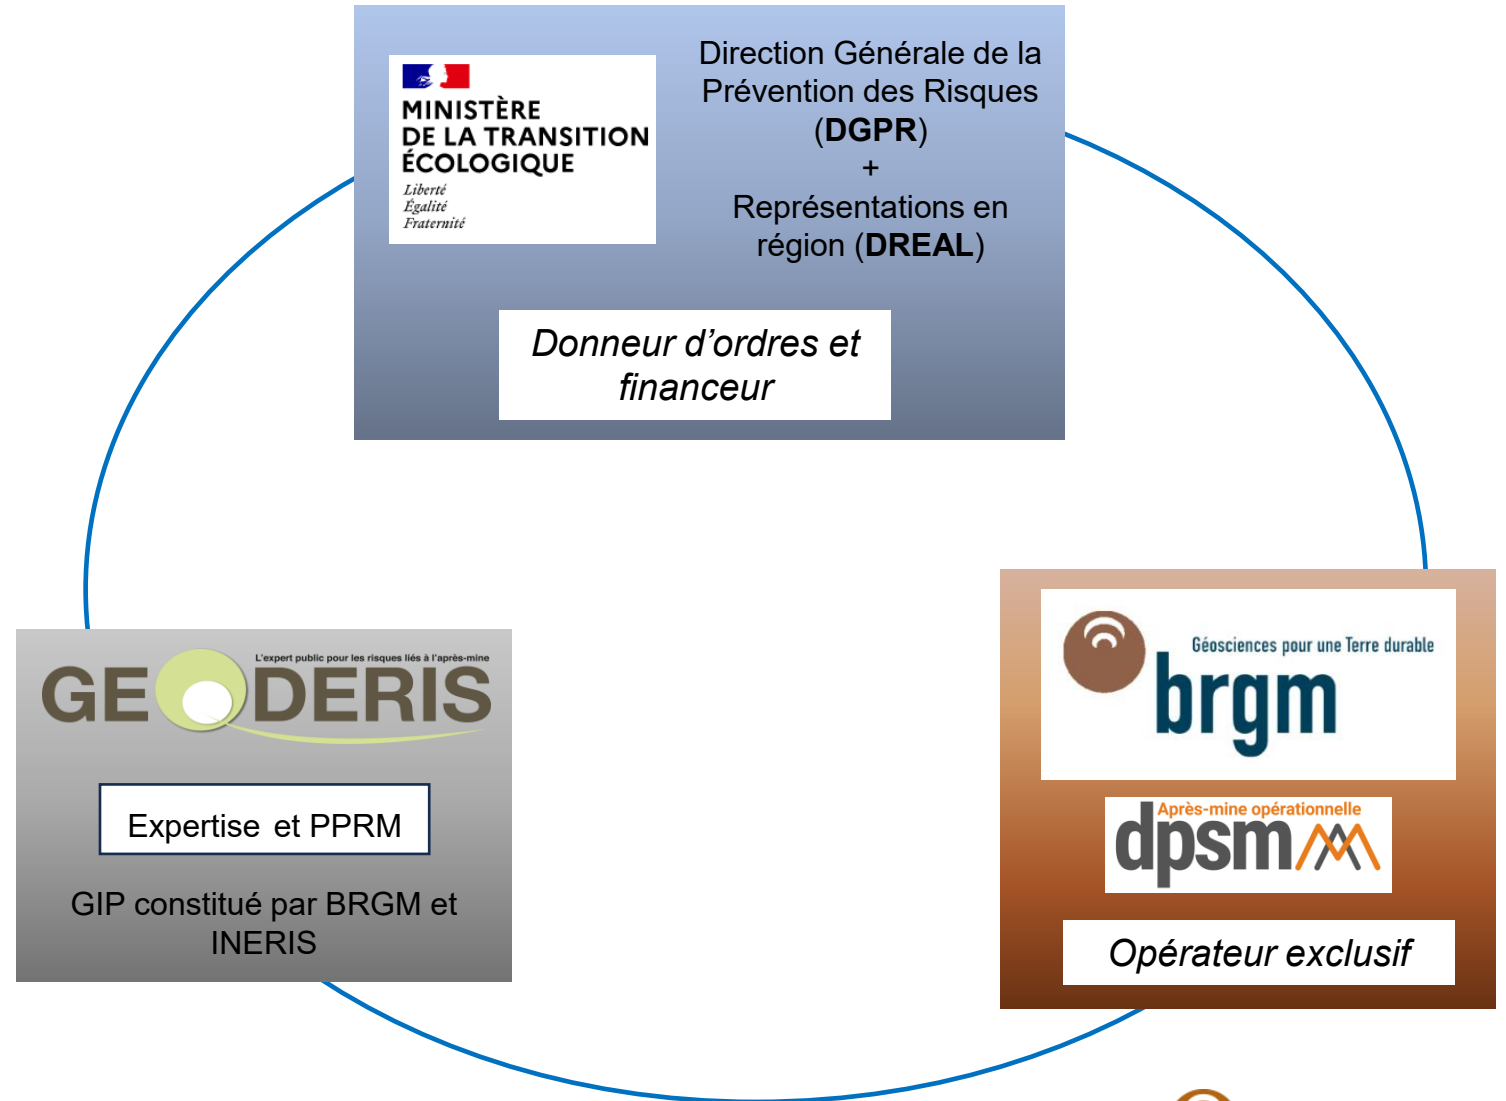 MINISTÈRE
DE LA TRANSITION
ÉCOLOGIQUE
Liberté
Égalité
Fraternité
Direction Générale de la
Prévention des Risques
(DGPR)
+
Représentations en
région (DREAL)
Donneur d’ordres et
financeur
L'expert public pour les risques liés à l'après-mine
GEODERIS
Expertise et PPRM
GIP constitué par BRGM et
INERIS
Géosciences pour une Terre durable
brgm
Après-mine opérationnelle
dpsm
Opérateur exclusif